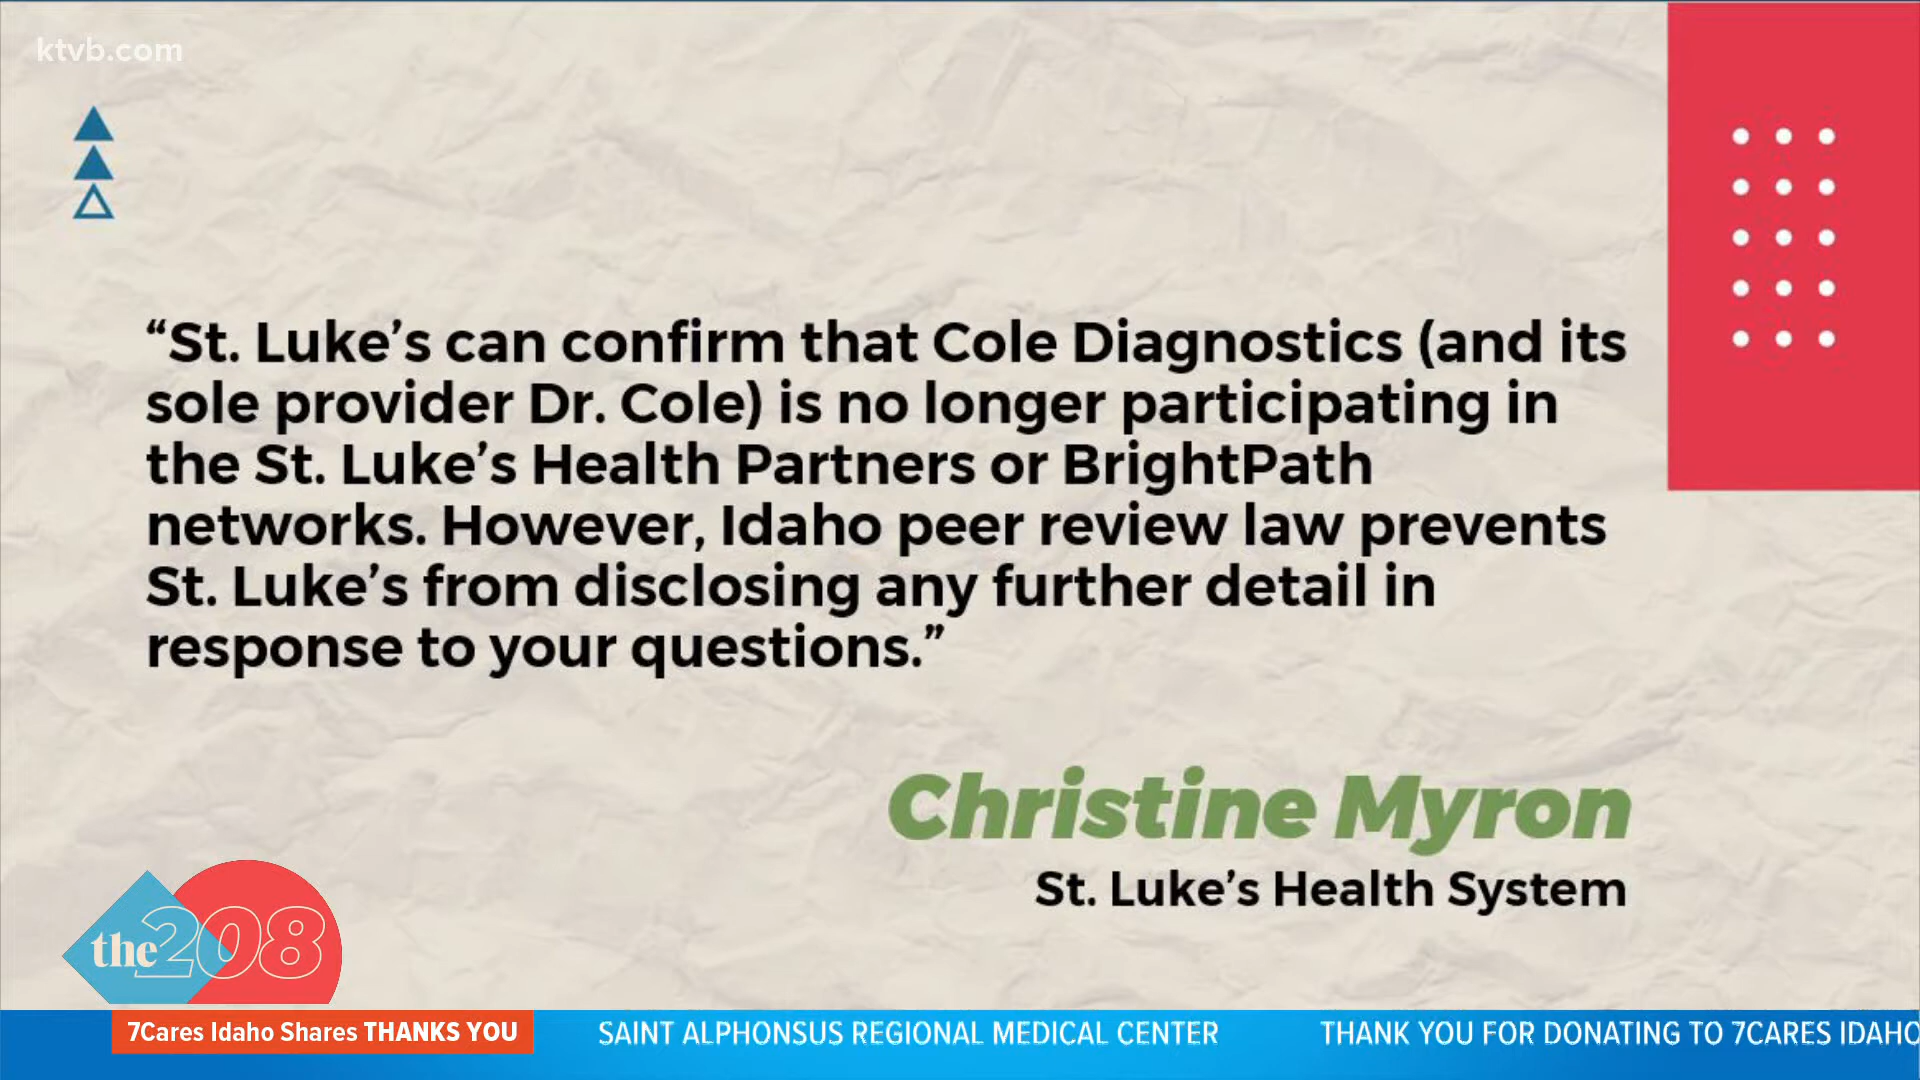 ktvb.com
“St. Luke’s can confirm that Cole Diagnostics (and its
sole provider Dr. Cole) is no longer participating in
the St. Luke’s Health Partners or BrightPath
networks. However, Idaho peer review law prevents
St. Luke’s from disclosing any further detail in
response to your questions.”
Christine Myron
St. Luke’s Health System
the 208
7Cares Idaho Shares THANKS YOU SAINT ALPHONSUS REGIONAL MEDICAL CENTER THANK YOU FOR DONATING TO 7CARES IDAHO